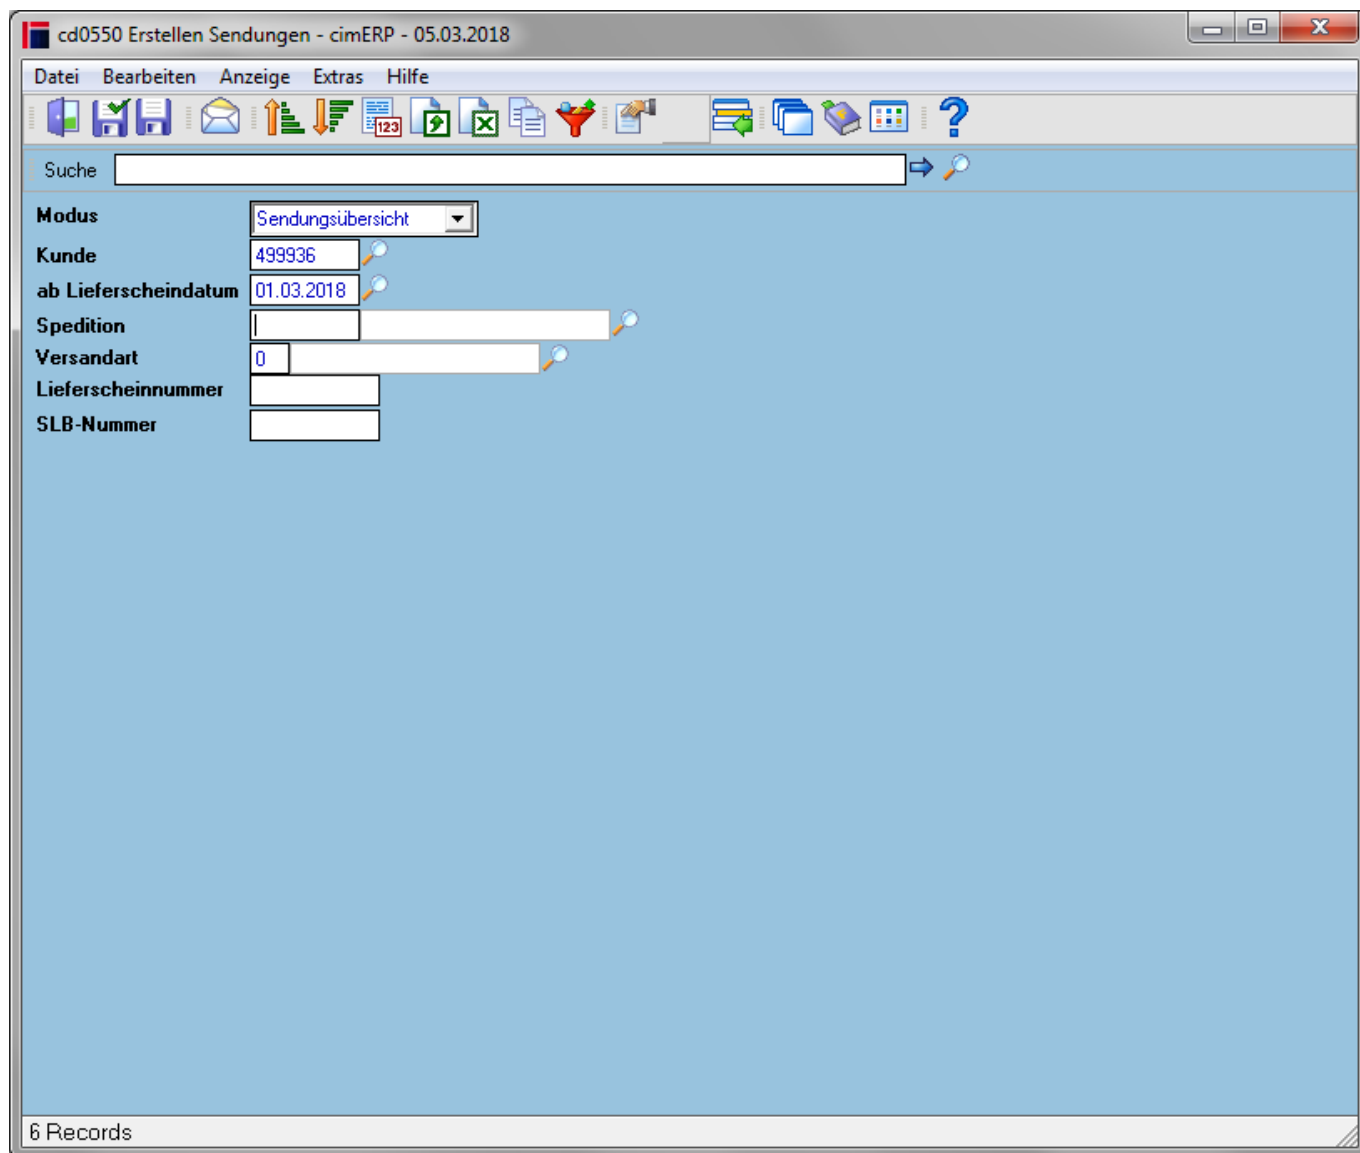 cd0550 Erstellen Sendungen - cimERP - 05.03.2018
Datei Bearbeiten Anzeige Extras Hilfe
123
Suche
Modus Sendungsübersicht
Kunde 499936
ab Lieferscheindatum 01.03.2018
Spedition
Versandart 0
Lieferscheinnummer
SLB-Nummer
6 Records